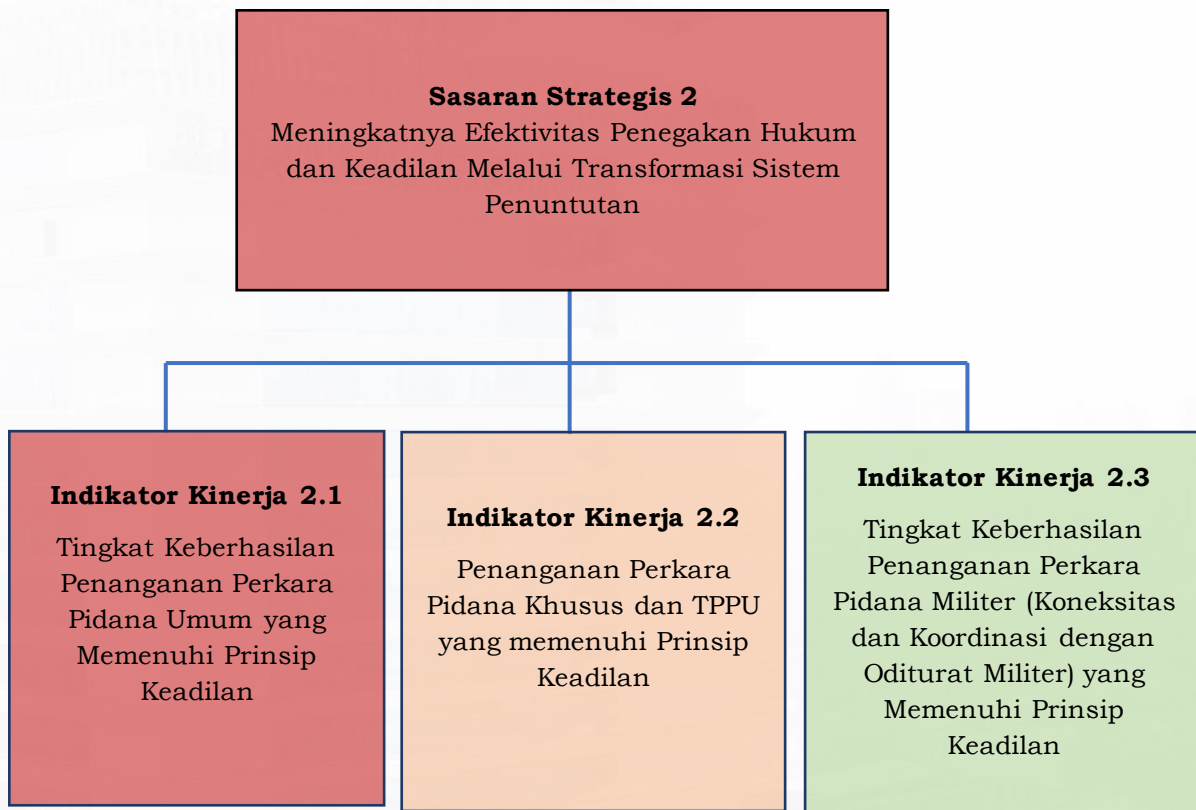 Sasaran Strategis 2
Meningkatnya Efektivitas Penegakan Hukum
dan Keadilan Melalui Transformasi Sistem
Penuntutan
Indikator Kinerja 2.1
Tingkat Keberhasilan
Penanganan Perkara
Pidana Umum yang
Memenuhi Prinsip
Keadilan
Indikator Kinerja 2.2
Penanganan Perkara
Pidana Khusus dan TPPU
yang memenuhi Prinsip
Keadilan
Indikator Kinerja 2.3
Tingkat Keberhasilan
Penanganan Perkara
Pidana Militer (Koneksitas
dan Koordinasi dengan
Oditurat Militer) yang
Memenuhi Prinsip
Keadilan